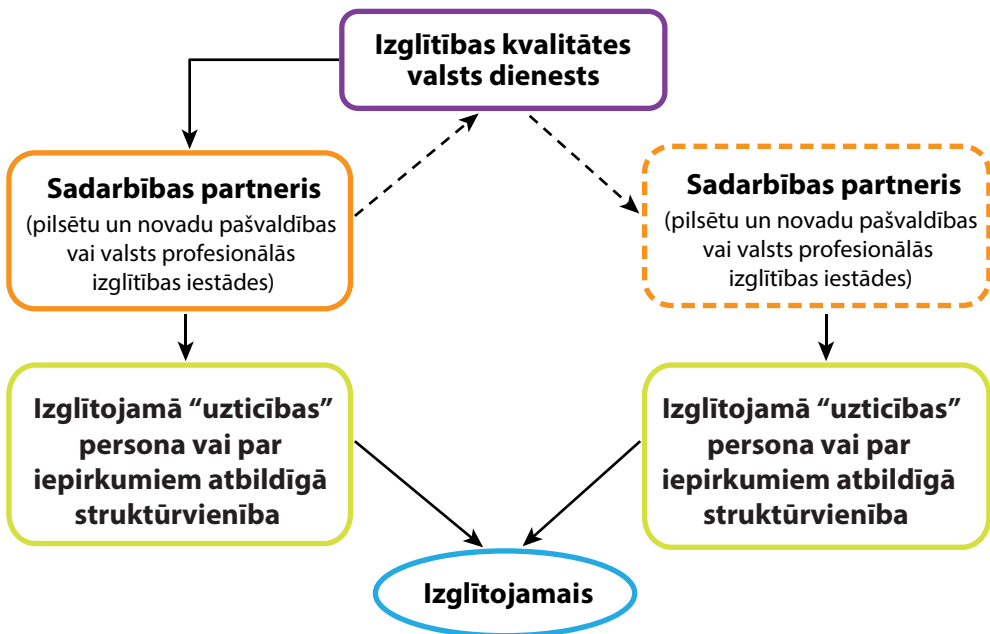 Izglītības kvalitātes
valsts dienests
Sadarbības partneris
(pilsētu un novadu pašvaldības
vai valsts profesionālās
izglītības iestādes)
Sadarbības partneris
(pilsētu un novadu pašvaldības
vai valsts profesionālās
izglītības iestādes)
Izglītojamā “uzticības”
persona vai par
iepirkumiem atbildīgā
struktūrvienība
Izglītojamā “uzticības”
persona vai par
iepirkumiem atbildīgā
struktūrvienība
Izglītojamais